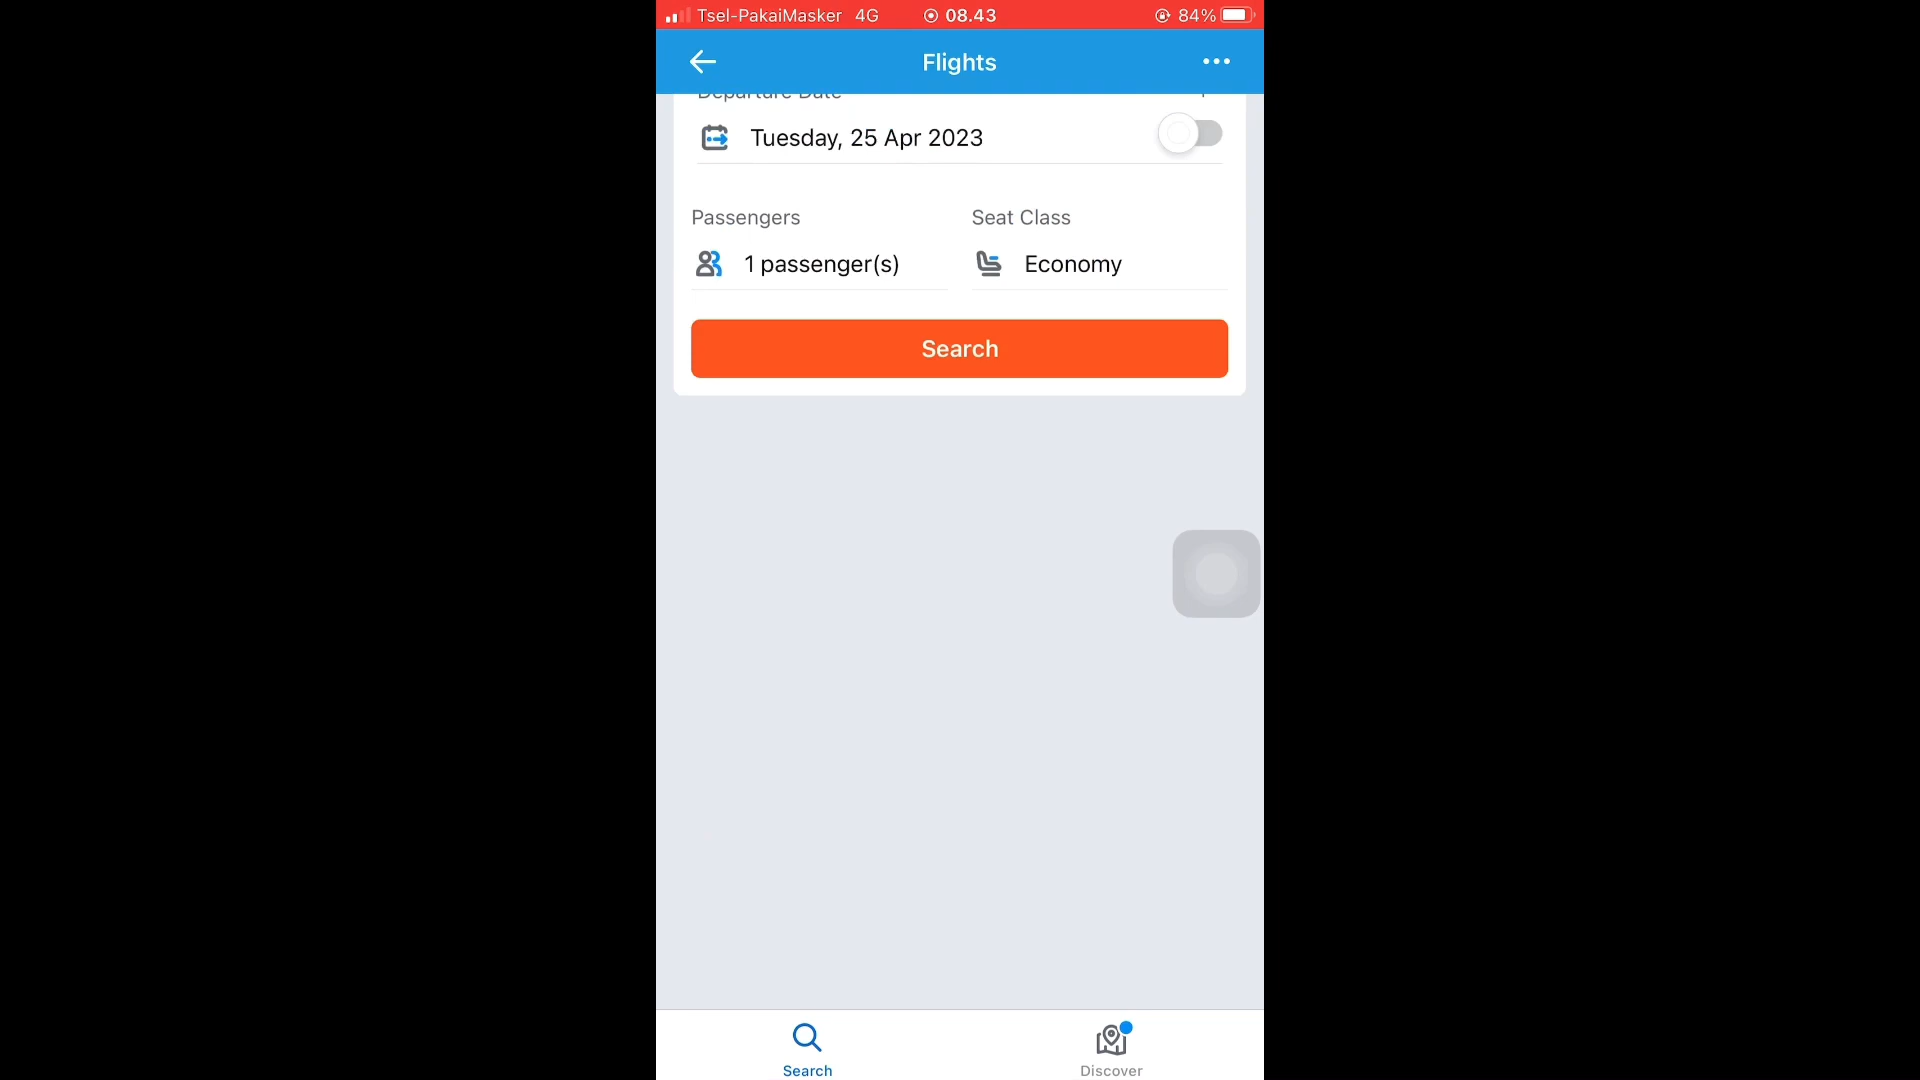 Tsel-PakaiMasker 4G 08.43 84%
Flights
Departure Date
Tuesday, 25 Apr 2023
Passengers Seat Class
1 passenger(s) Economy
Search
Search Discover